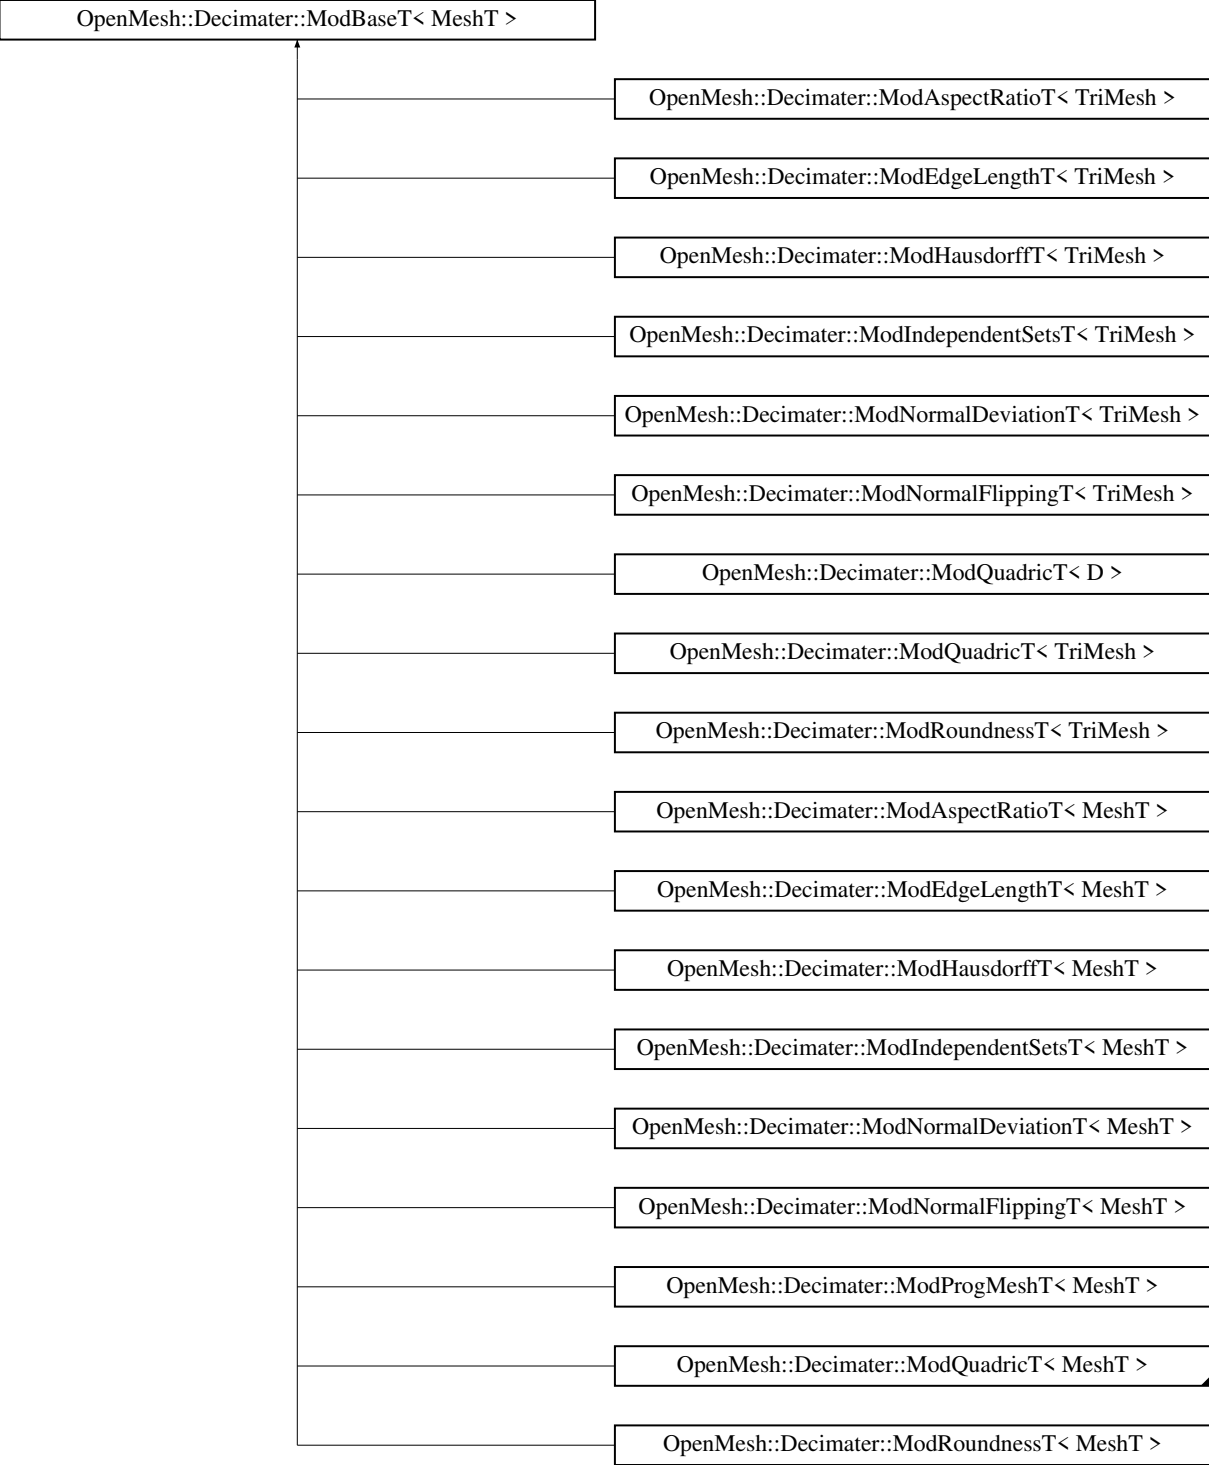 OpenMesh::Decimater::ModBaseT< MeshT >
OpenMesh::Decimater::ModAspectRatioT< TriMesh >
OpenMesh::Decimater::ModEdgeLengthT< TriMesh >
OpenMesh::Decimater::ModHausdorffT< TriMesh >
OpenMesh::Decimater::ModIndependentSetsT< TriMesh >
OpenMesh::Decimater::ModNormalDeviationT< TriMesh >
OpenMesh::Decimater::ModNormalFlippingT< TriMesh >
OpenMesh::Decimater::ModQuadricT< D >
OpenMesh::Decimater::ModQuadricT< TriMesh >
OpenMesh::Decimater::ModRoundnessT< TriMesh >
OpenMesh::Decimater::ModAspectRatioT< MeshT >
OpenMesh::Decimater::ModEdgeLengthT< MeshT >
OpenMesh::Decimater::ModHausdorffT< MeshT >
OpenMesh::Decimater::ModIndependentSetsT< MeshT >
OpenMesh::Decimater::ModNormalDeviationT< MeshT >
OpenMesh::Decimater::ModNormalFlippingT< MeshT >
OpenMesh::Decimater::ModProgMeshT< MeshT >
OpenMesh::Decimater::ModQuadricT< MeshT >
OpenMesh::Decimater::ModRoundnessT< MeshT >